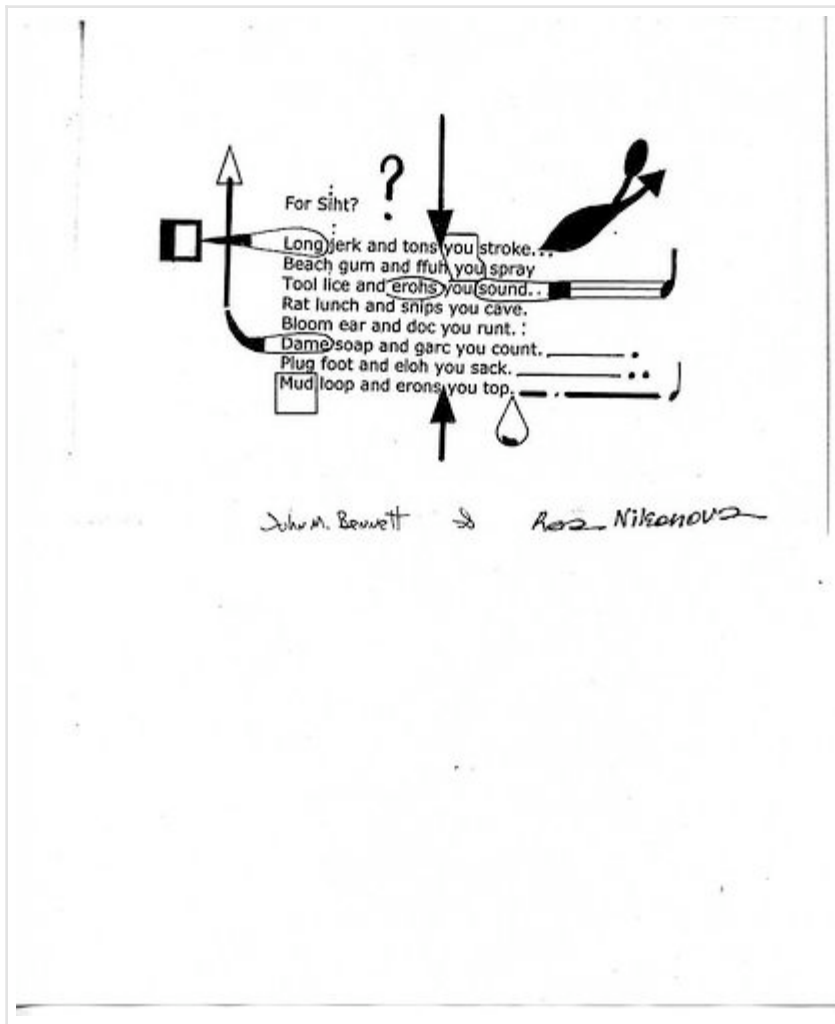 For Siht?
?
Long jerk and tons you stroke...
Beach gum and ffuh you spray
Tool lice and erohs you sound..
Rat lunch and snips you cave.
Bloom ear and doc you runt. :
Dame soap and garc you count.
Plug foot and eloh you sack.
Mud loop and erons you top.
John M. Bennett & Rea Nikonova